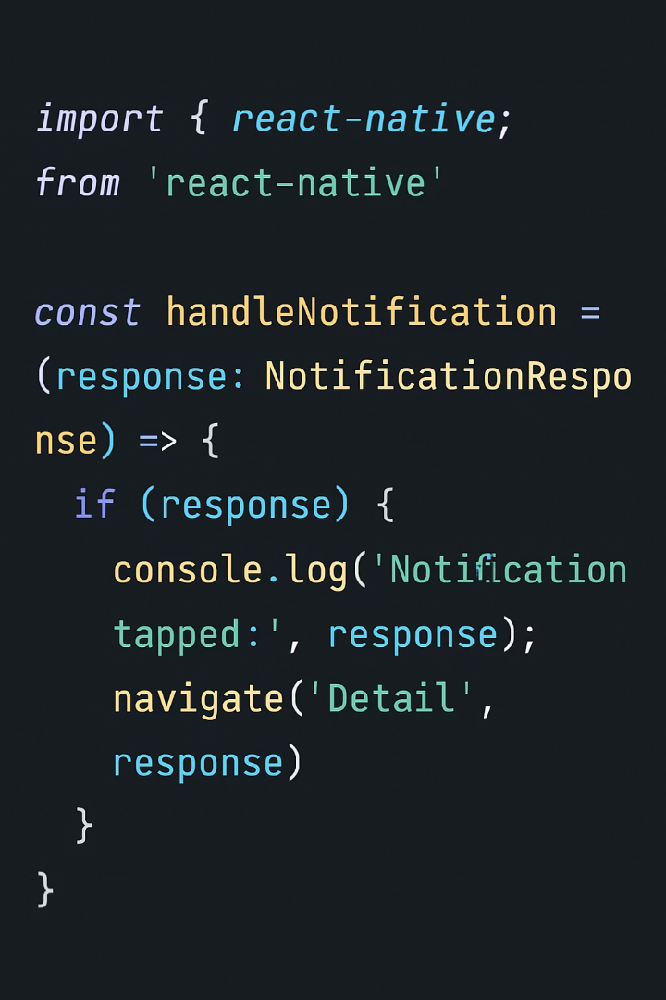 import { react-native;
from 'react-native'
const handleNotification =
(response: NotificationRespo
nse) => {
if (response) {
console.log('Notification
tapped:', response);
navigate('Detail',
response)
}
}